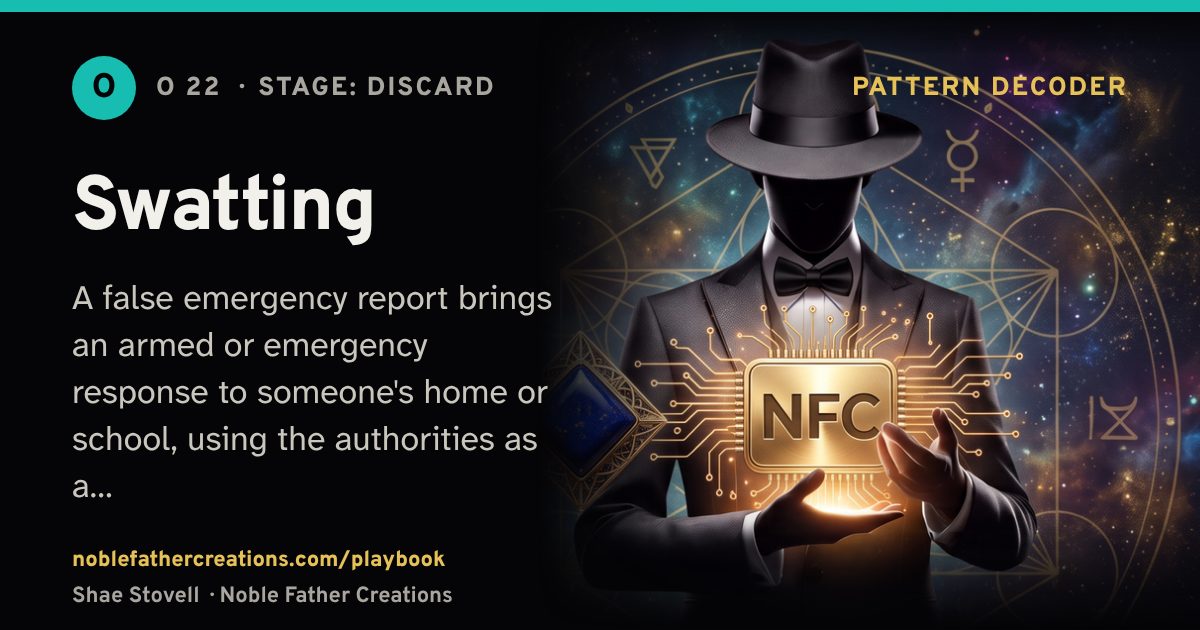 O
O 22 · STAGE: DISCARD
PATTERN DECODER
Swatting
A false emergency report brings
an armed or emergency
response to someone's home or
school, using the authorities as
a...
NFC
noblefathercreations.com/playbook
Shae Stovell · Noble Father Creations